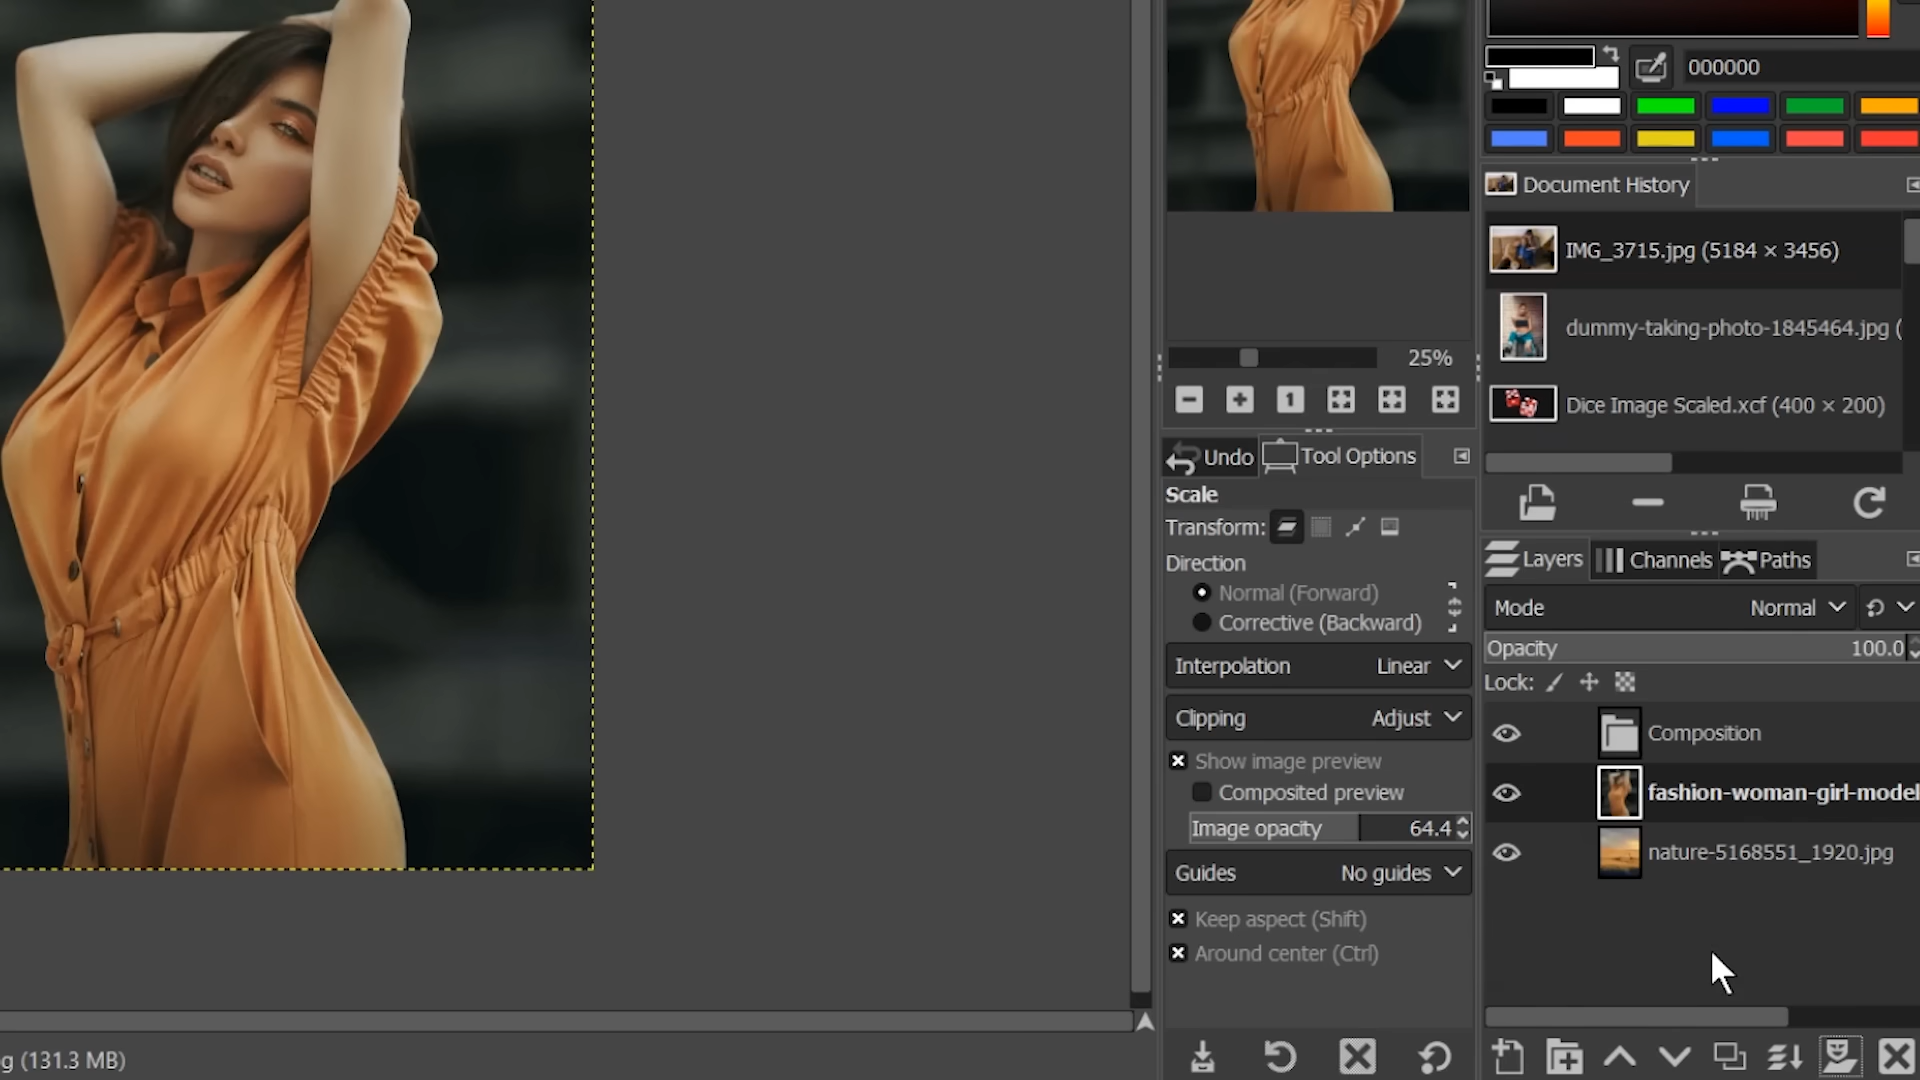 000000
Document History
IMG_3715.jpg (5184 × 3456)
dummy-taking-photo-1845464.jpg (
Dice Image Scaled.xcf (400 × 200)
25%
1
Undo
Tool Options
Scale
Transform:
Direction
Normal (Forward)
Corrective (Backward)
Interpolation Linear
Clipping Adjust
Show image preview
Composited preview
Image opacity 64.4
Guides No guides
Keep aspect (Shift)
Around center (Ctrl)
Layers Channels Paths
Mode Normal
Opacity 100.0
Lock:
Composition
fashion-woman-girl-model
nature-5168551_1920.jpg
g (131.3 MB)